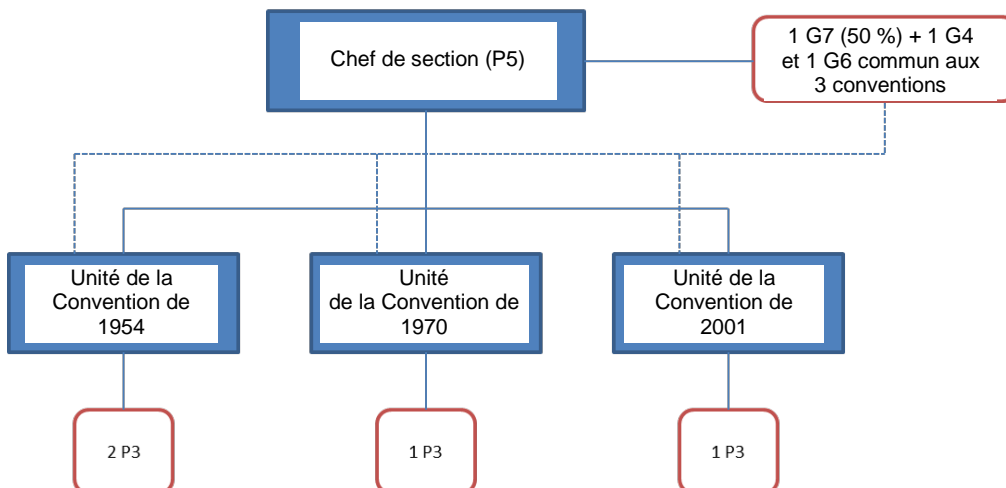 Chef de section (P5)
1 G7 (50 %) + 1 G4
et 1 G6 commun aux
3 conventions
Unité de la
Convention de
1954
Unité
de la Convention de
1970
Unité de la
Convention de
2001
2 P3
1 P3
1 P3